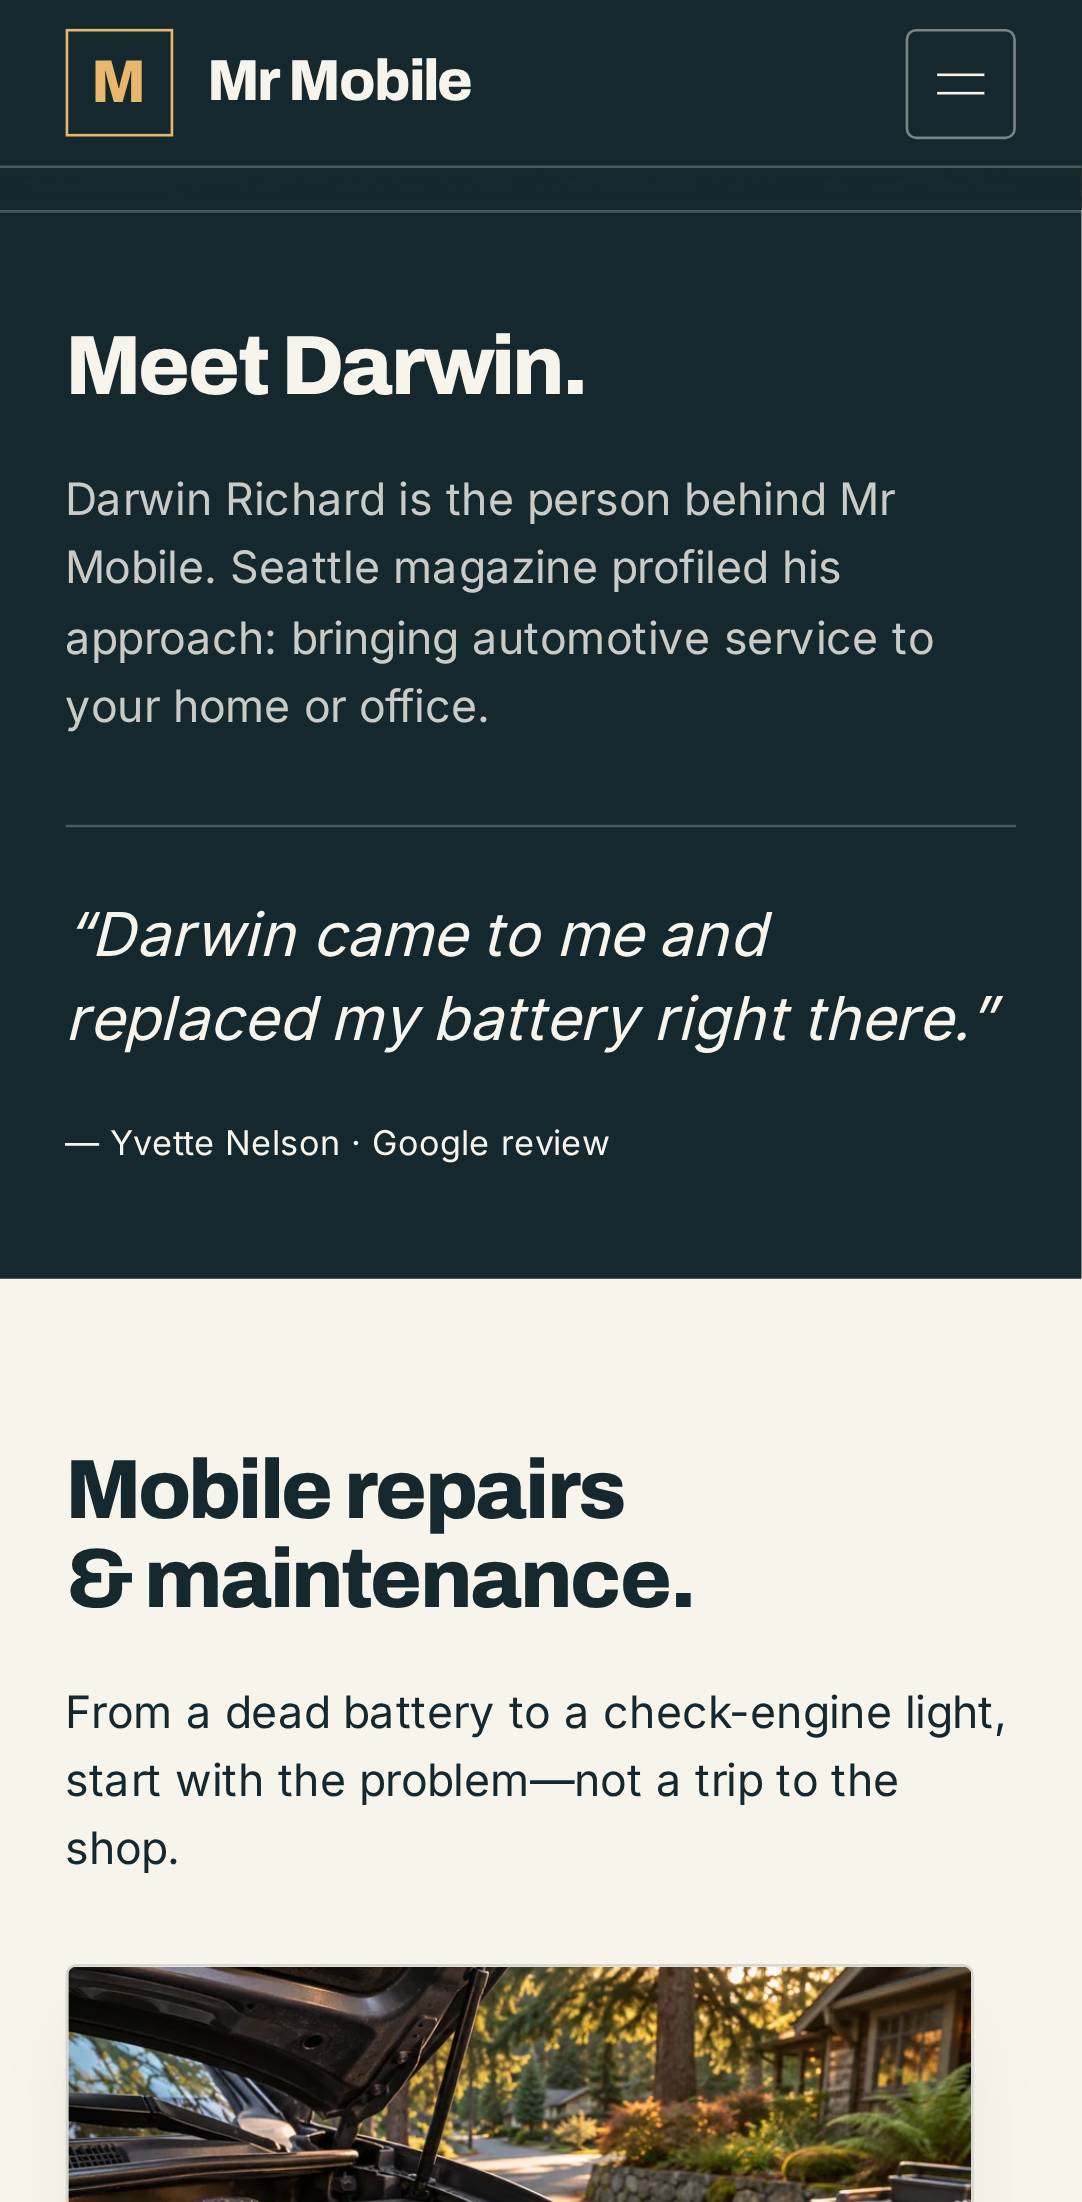 M
Mr Mobile
Meet Darwin.
Darwin Richard is the person behind Mr
Mobile. Seattle magazine profiled his
approach: bringing automotive service to
your home or office.
“Darwin came to me and
replaced my battery right there.”
— Yvette Nelson · Google review
Mobile repairs
& maintenance.
From a dead battery to a check-engine light,
start with the problem—not a trip to the
shop.